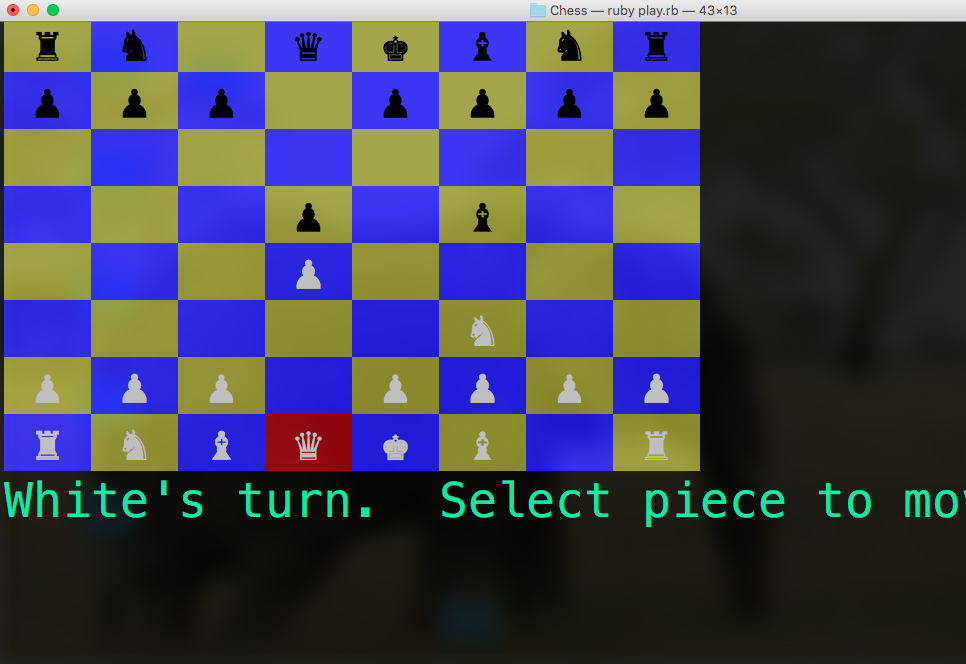 Chess — ruby play.rb — 43×13
White's turn.  Select piece to mo